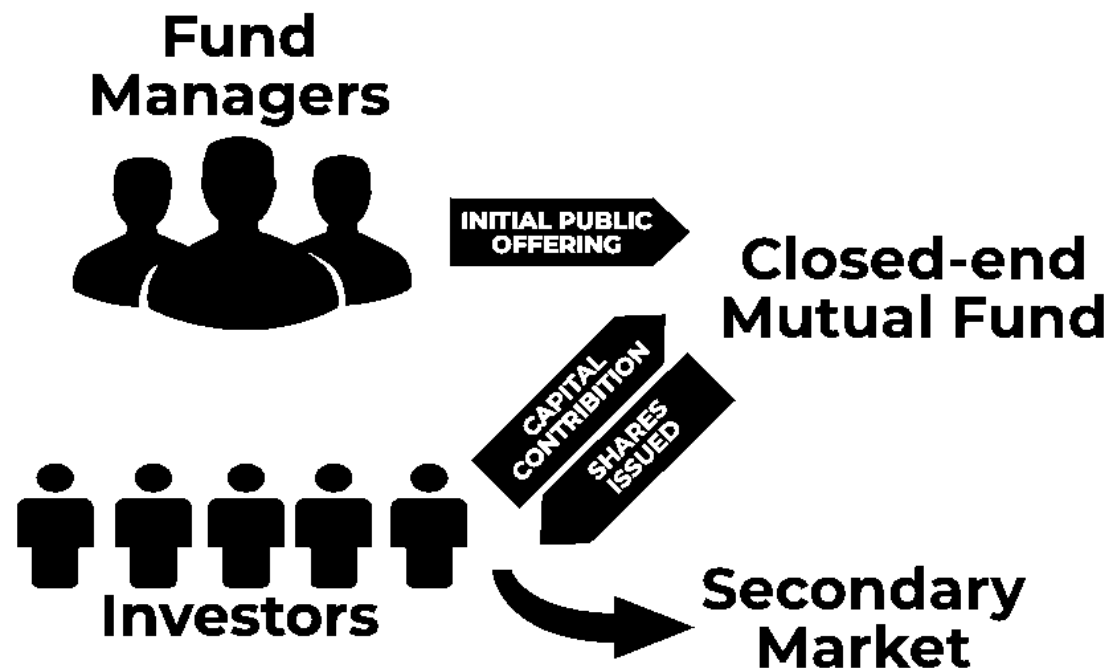 Fund
Managers
INITIAL PUBLIC
OFFERING
Closed-end
Mutual Fund
CAPITAL
CONTRIBITION
SHARES
ISSUED
Investors
Secondary
Market